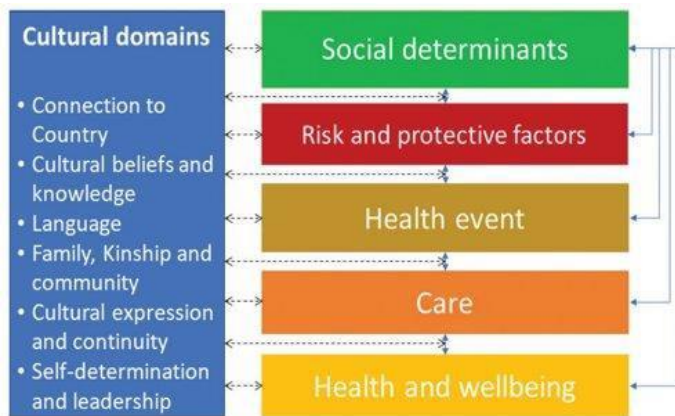 Cultural domains
• Connection to
Country
• Cultural beliefs and
knowledge
• Language
• Family, Kinship and
community
• Cultural expression
and continuity
• Self-determination
and leadership
Social determinants
Risk and protective factors
Health event
Care
Health and wellbeing